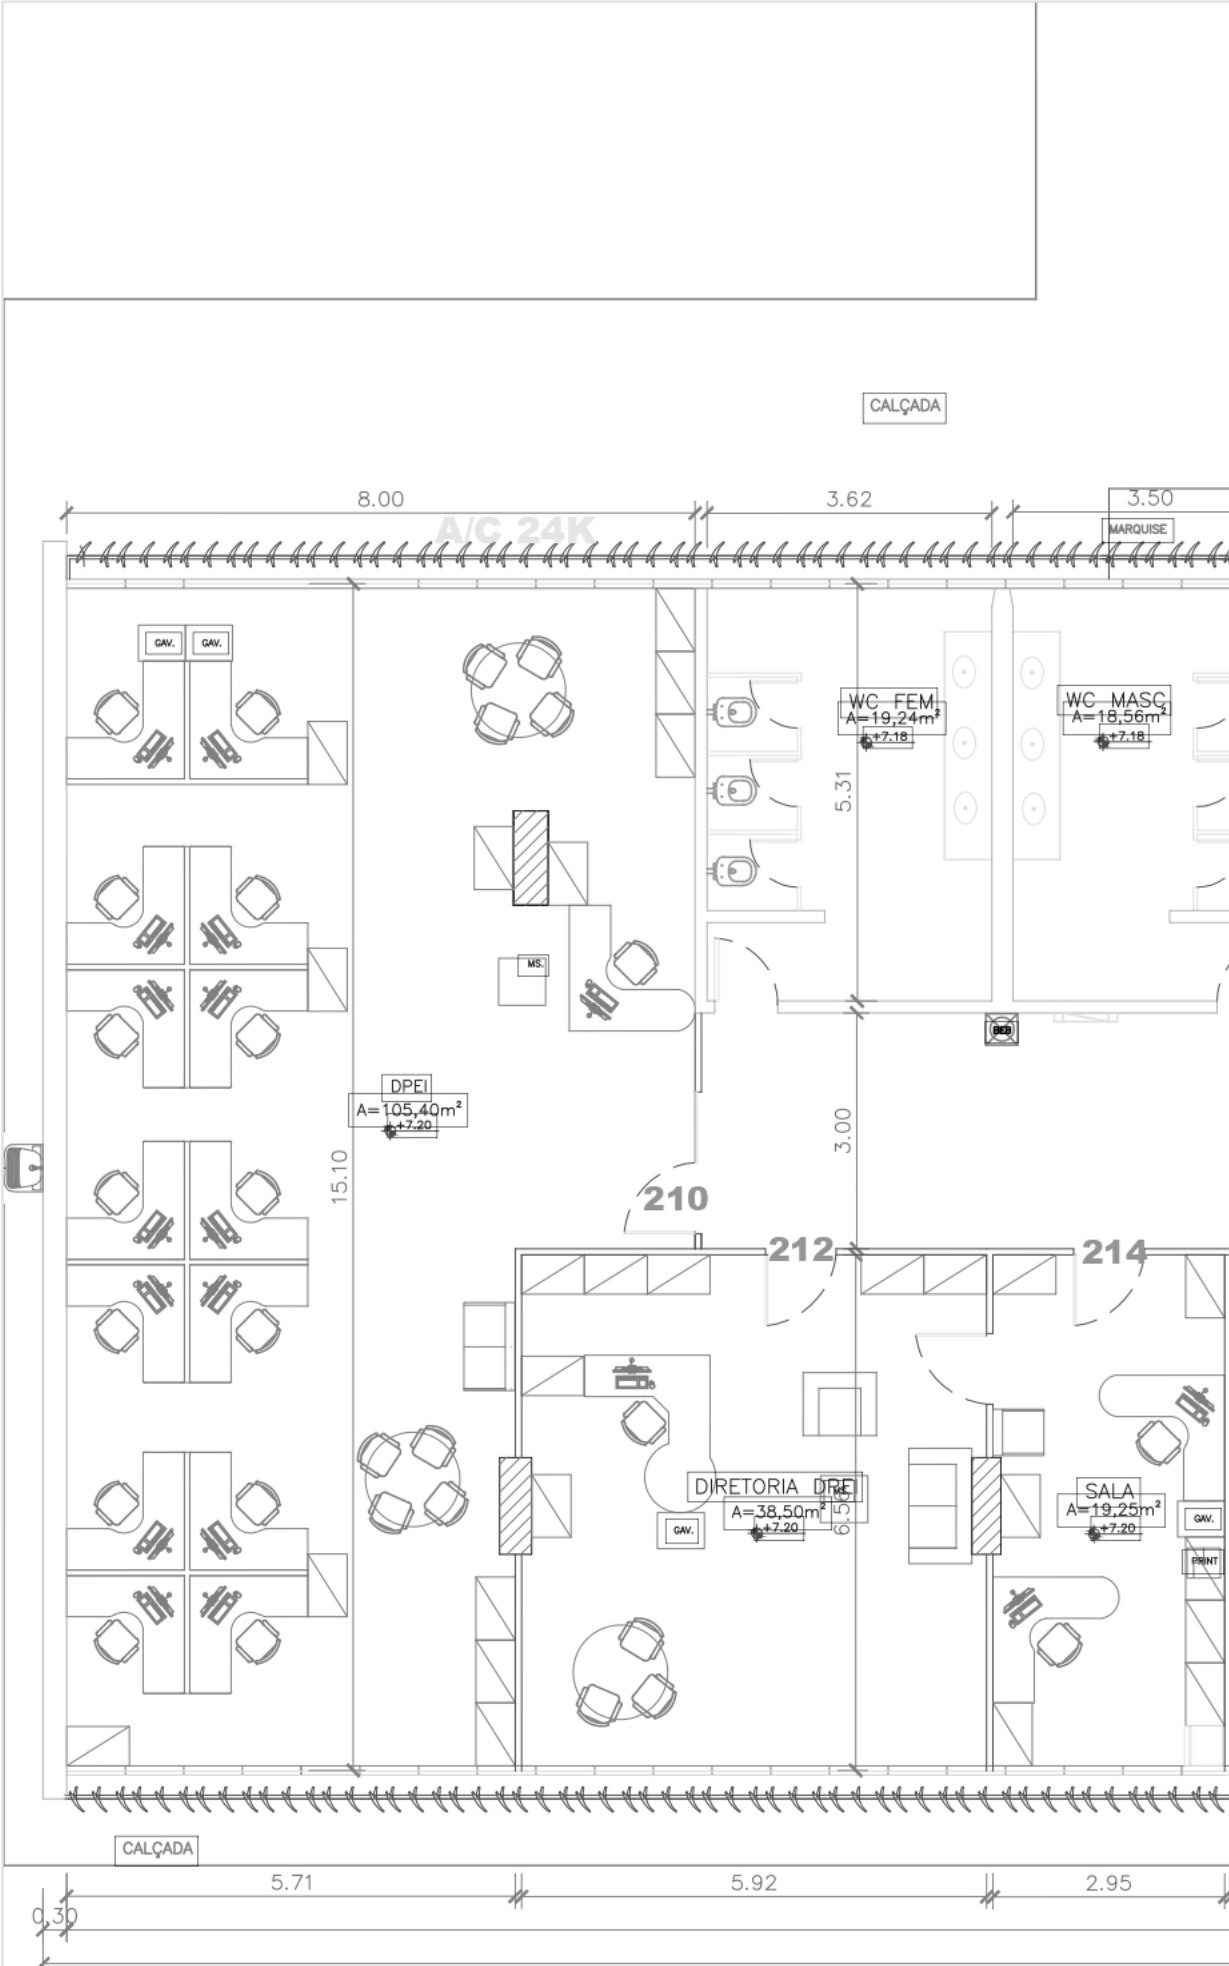 CALÇADA
8.00
3.62
3.50
A/C 24K
MARQUISE
GAV.
GAV.
WC FEM
A=19,24m²
+7.18
WC MASC
A=18,56m²
+7.18
5.31
MS.
BEB
DPEI
A=105,40m²
+7.20
15.10
3.00
210
212
214
DIRETORIA DREI
A=38,50m²
+7.20
GAV.
SALA
A=19,25m²
+7.20
GAV.
PRINT
CALÇADA
5.71
5.92
2.95
0.30